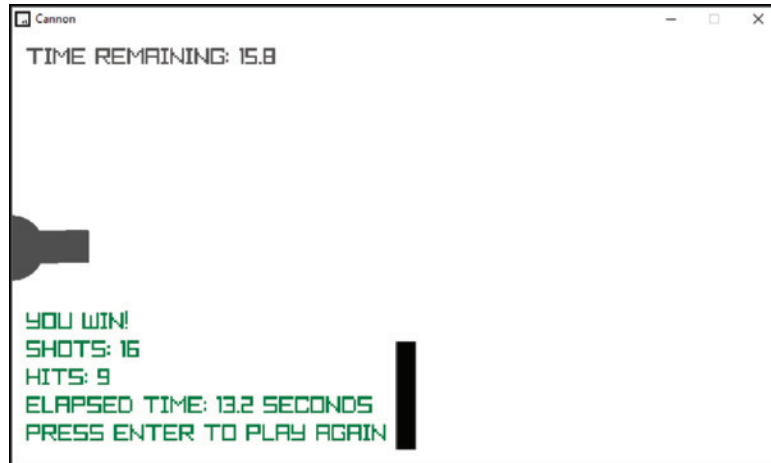 Cannon
TIME REMAINING: 15.8
YOU WIN!
SHOTS: 16
HITS: 9
ELAPSED TIME: 13.2 SECONDS
PRESS ENTER TO PLAY AGAIN